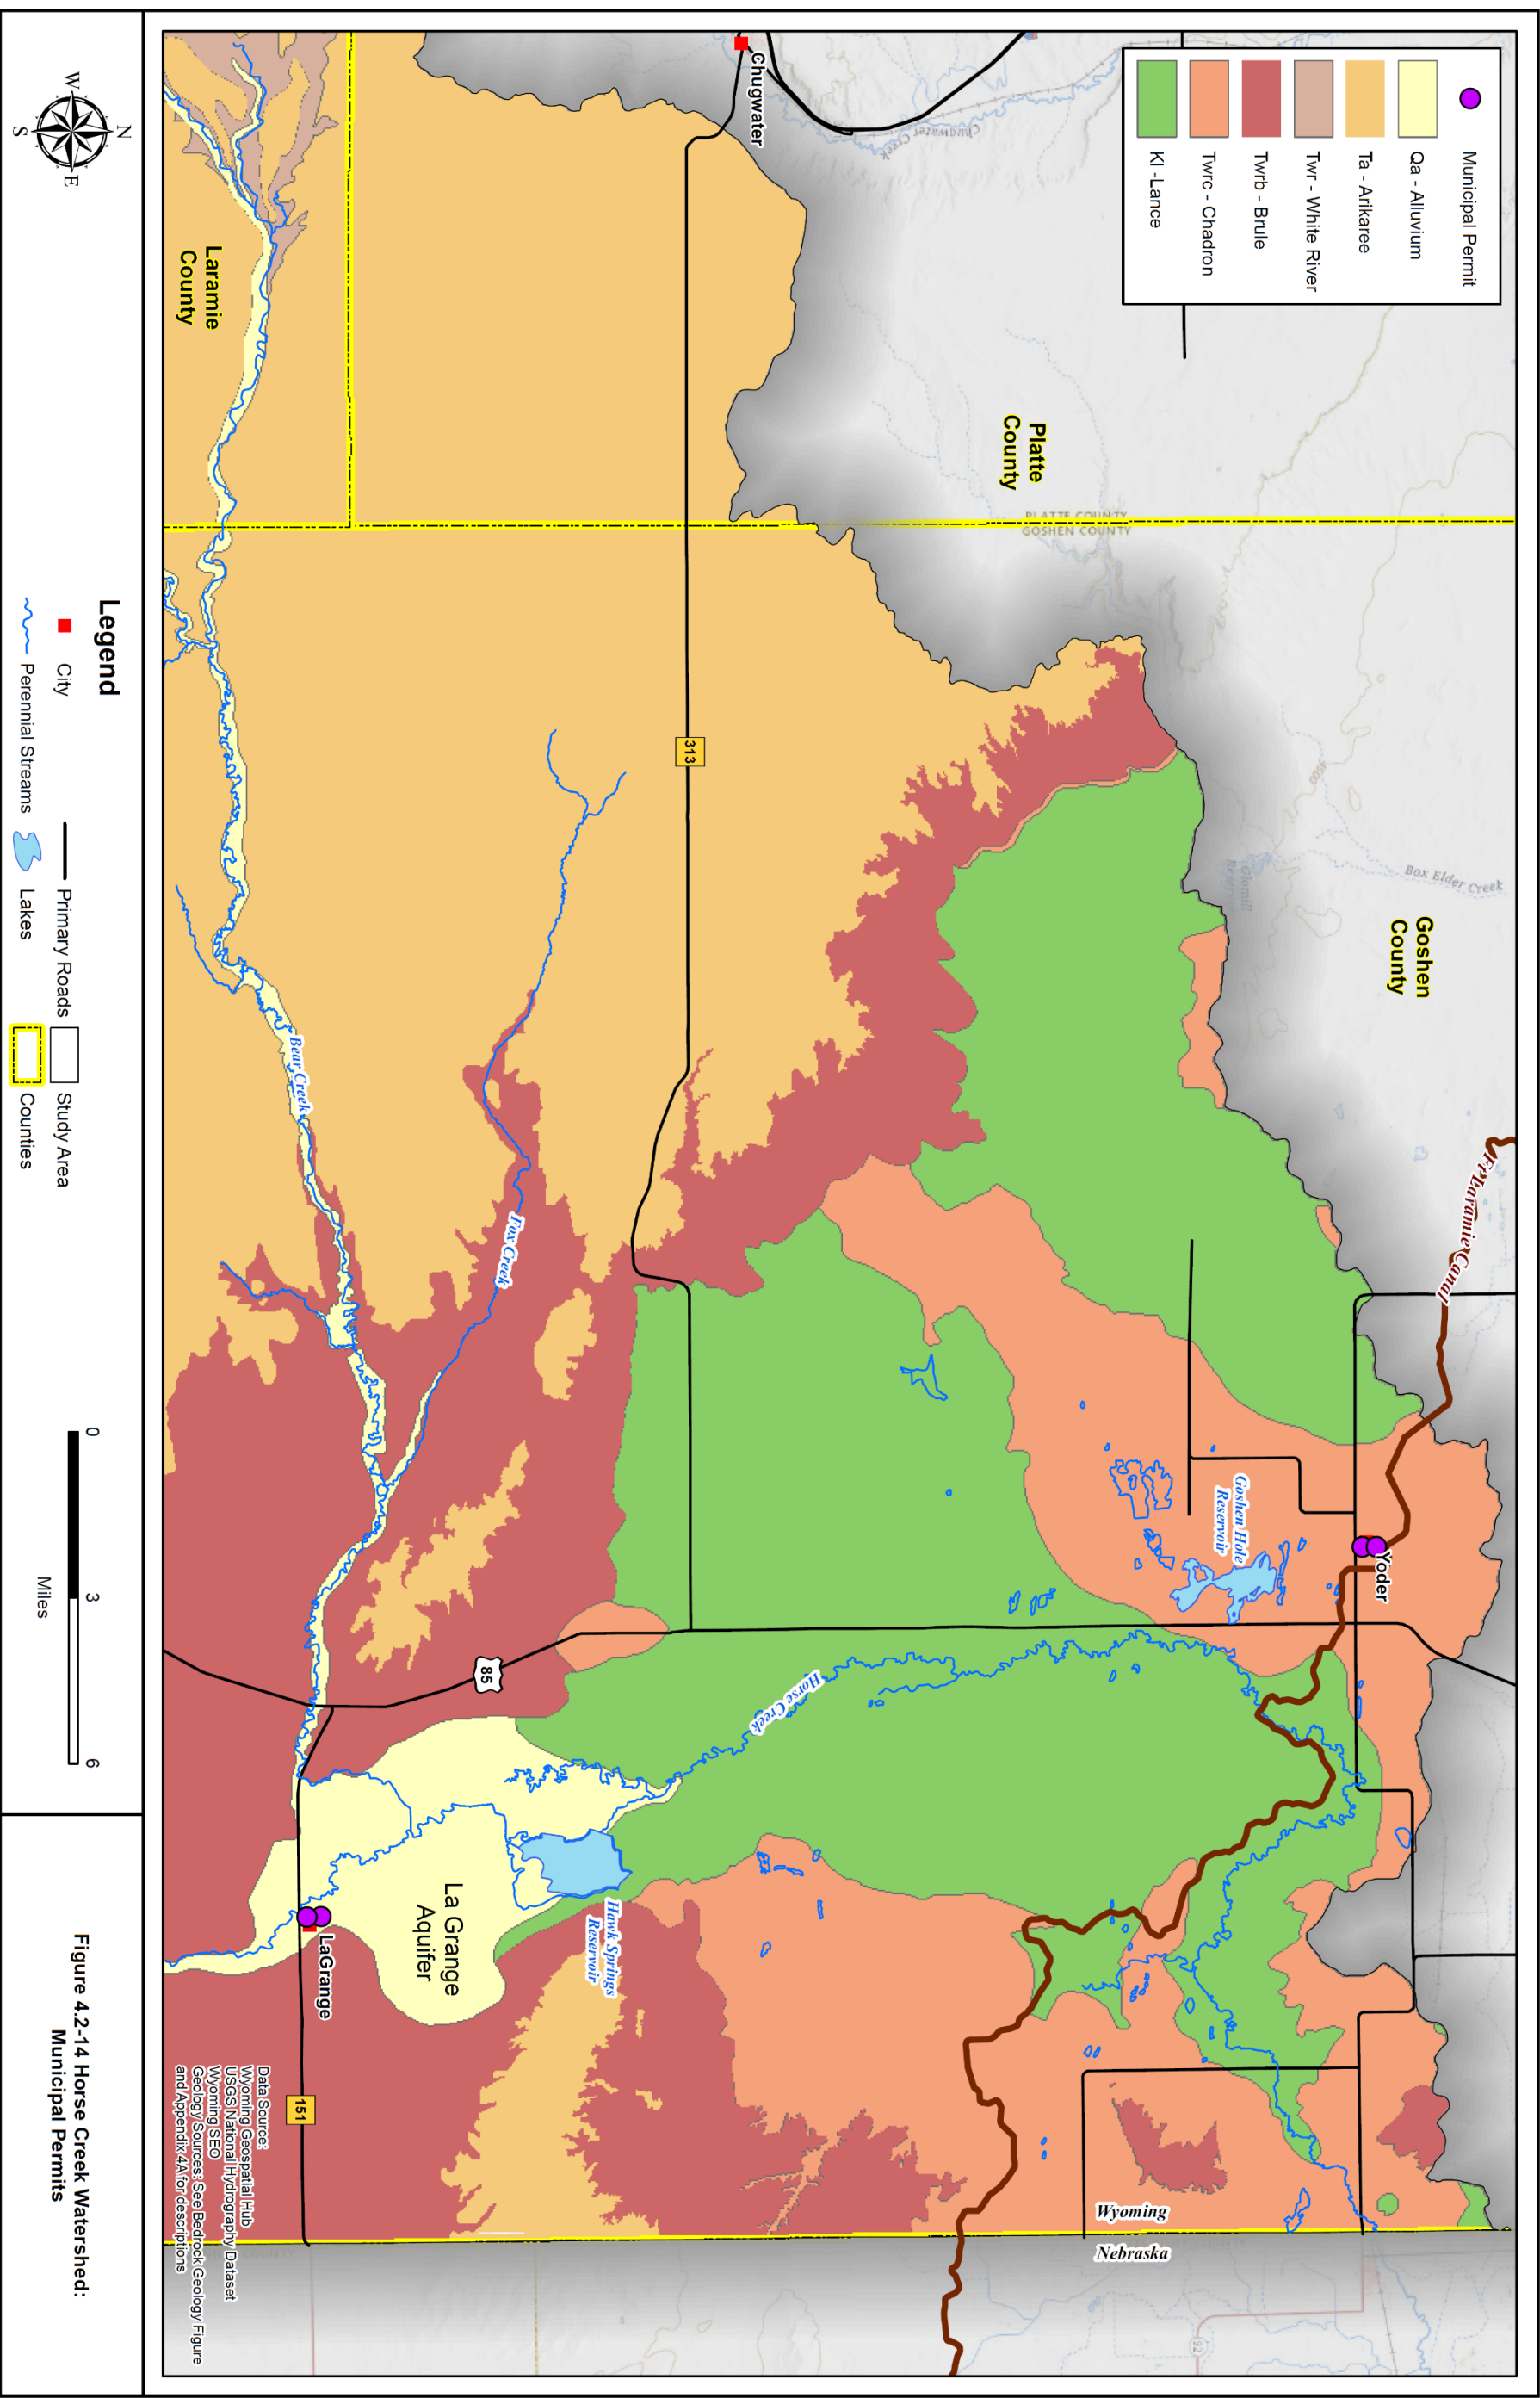 Municipal Permit
Qa - Alluvium
Ta - Arikaree
Twr - White River
Twrb - Brule
Twrc - Chadron
Kl -Lance
Chugwater
Chugwater Creek
Platte
County
PLATTE COUNTY
GOSHEN COUNTY
Goshen
County
Box Elder Creek
Ft Laramie Canal
Yoder
Goshen Hole
Reservoir
313
Laramie
County
Bear Creek
Fox Creek
Horse Creek
85
Hawk Springs
Reservoir
La Grange
Aquifer
LaGrange
151
Wyoming
Nebraska
92
Data Source:
Wyoming Geospatial Hub
USGS National Hydrography Dataset
Wyoming SEO
Geology Sources: See Bedrock Geology Figure
and Appendix 4A for descriptions
N
W
E
S
Legend
City
Primary Roads
Study Area
Perennial Streams
Lakes
Counties
0
3
6
Miles
Figure 4.2-14 Horse Creek Watershed:
Municipal Permits